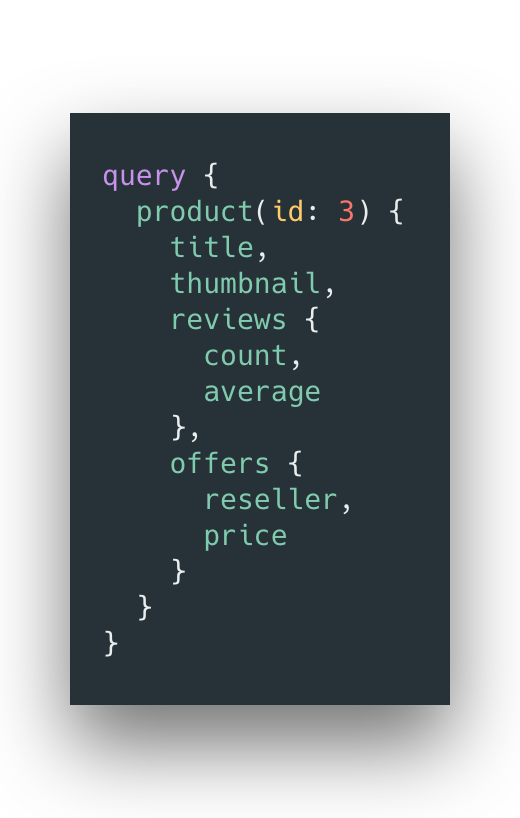 query {
  product(id: 3) {
    title,
    thumbnail,
    reviews {
      count,
      average
    },
    offers {
      reseller,
      price
    }
  }
}